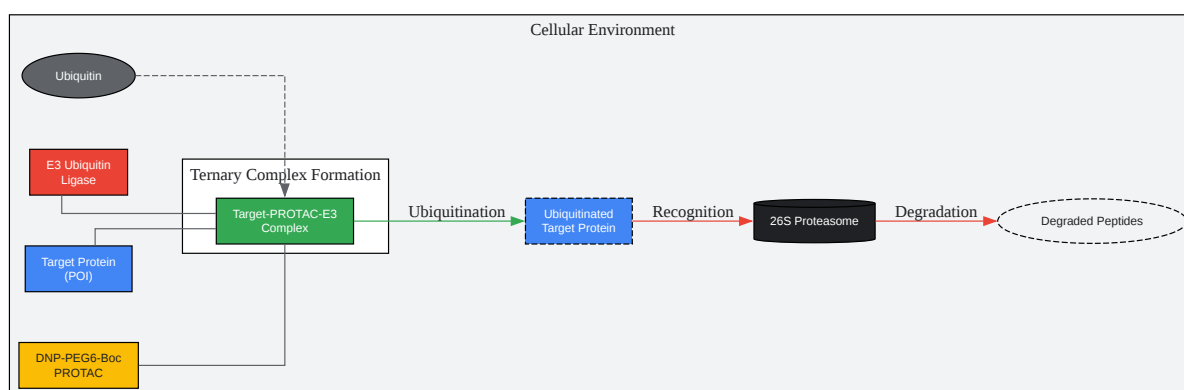 Cellular Environment
Ubiquitin
E3 Ubiquitin
Ligase
Ternary Complex Formation
Target-PROTAC-E3
Complex
Ubiquitination
Ubiquitinated
Target Protein
Recognition
26S Proteasome
Degradation
Degraded Peptides
Target Protein
(POI)
DNP-PEG6-Boc
PROTAC